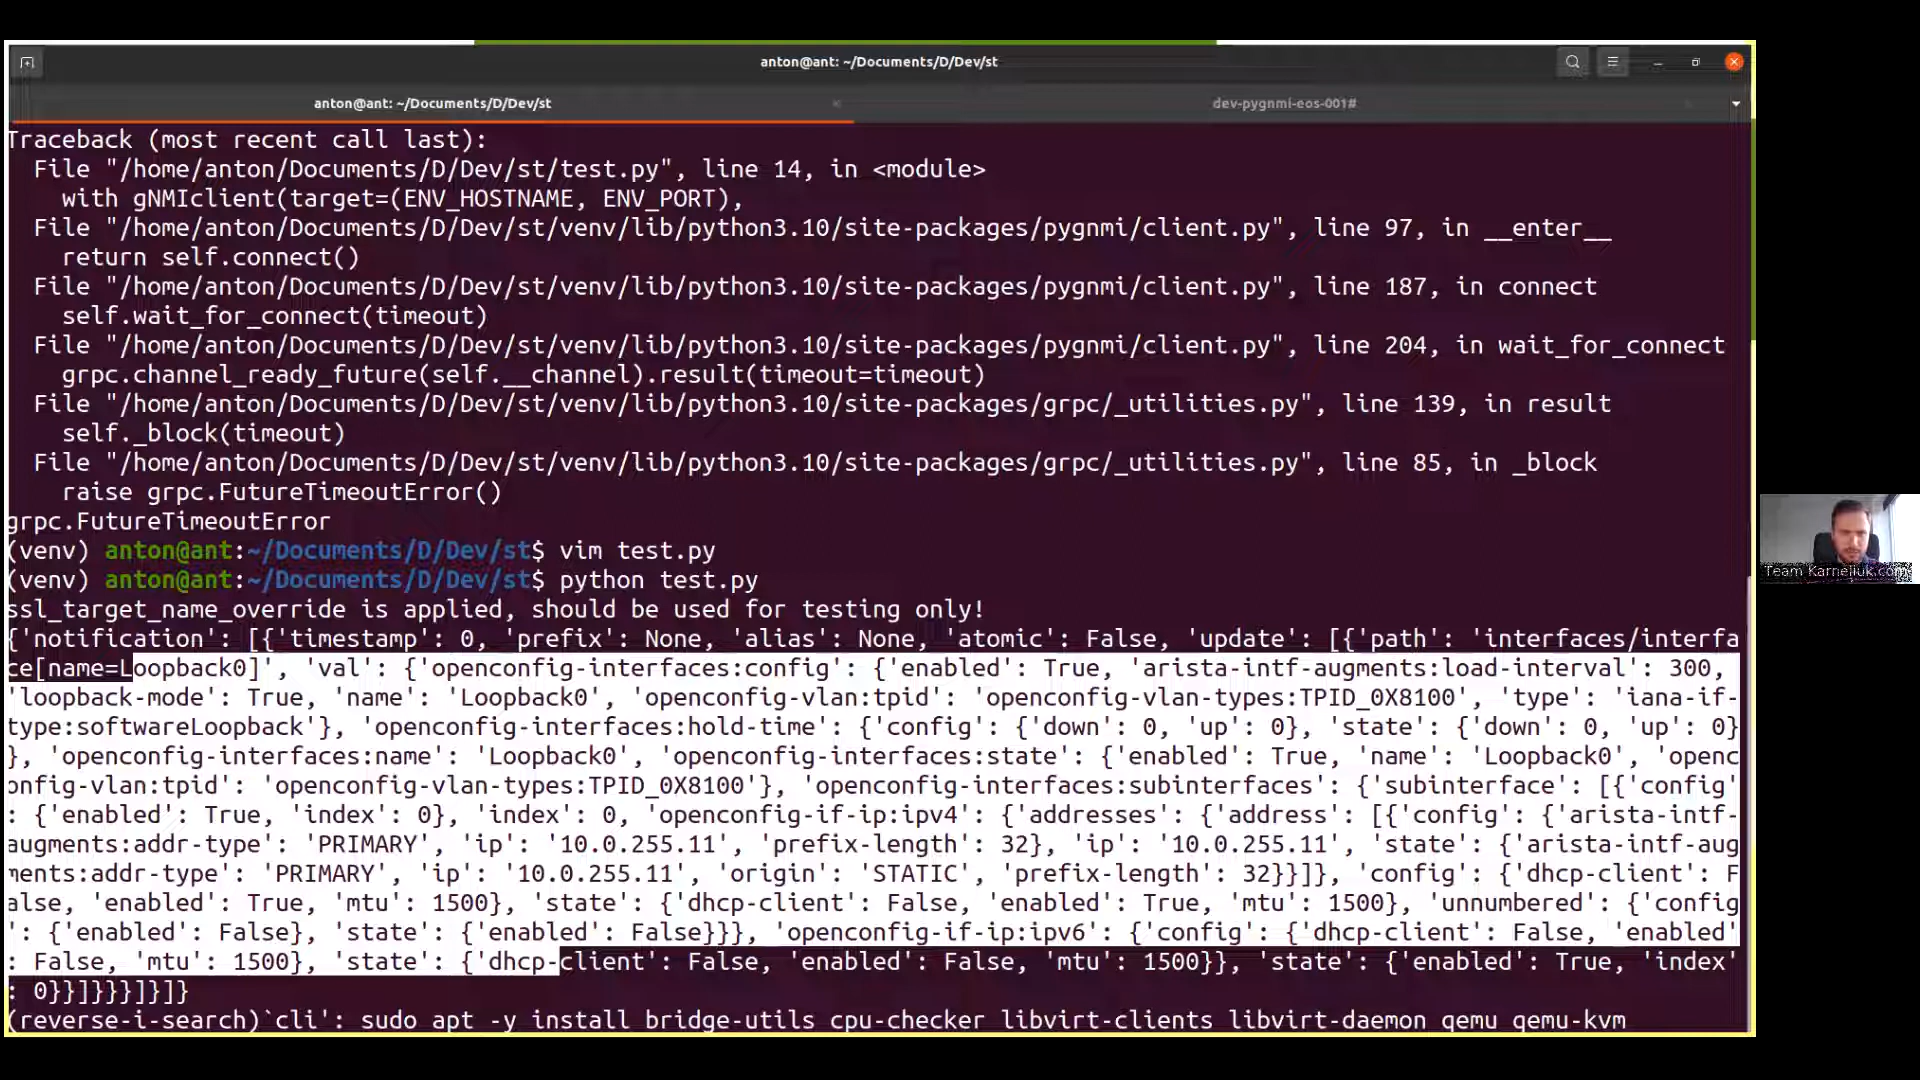 anton@ant: ~/Documents/D/Dev/st
anton@ant: ~/Documents/D/Dev/st
dev-pygnmi-eos-001#
Traceback (most recent call last):
  File "/home/anton/Documents/D/Dev/st/test.py", line 14, in <module>
    with gNMIclient(target=(ENV_HOSTNAME, ENV_PORT),
  File "/home/anton/Documents/D/Dev/st/venv/lib/python3.10/site-packages/pygnmi/client.py", line 97, in __enter__
    return self.connect()
  File "/home/anton/Documents/D/Dev/st/venv/lib/python3.10/site-packages/pygnmi/client.py", line 187, in connect
    self.wait_for_connect(timeout)
  File "/home/anton/Documents/D/Dev/st/venv/lib/python3.10/site-packages/pygnmi/client.py", line 204, in wait_for_connect
    grpc.channel_ready_future(self.__channel).result(timeout=timeout)
  File "/home/anton/Documents/D/Dev/st/venv/lib/python3.10/site-packages/grpc/_utilities.py", line 139, in result
    self._block(timeout)
  File "/home/anton/Documents/D/Dev/st/venv/lib/python3.10/site-packages/grpc/_utilities.py", line 85, in _block
    raise grpc.FutureTimeoutError()
grpc.FutureTimeoutError
(venv) anton@ant:~/Documents/D/Dev/st$ vim test.py
(venv) anton@ant:~/Documents/D/Dev/st$ python test.py
ssl_target_name_override is applied, should be used for testing only!
{'notification': [{'timestamp': 0, 'prefix': None, 'alias': None, 'atomic': False, 'update': [{'path': 'interfaces/interfa
ce[name=Loopback0]', 'val': {'openconfig-interfaces:config': {'enabled': True, 'arista-intf-augments:load-interval': 300,
'loopback-mode': True, 'name': 'Loopback0', 'openconfig-vlan:tpid': 'openconfig-vlan-types:TPID_0X8100', 'type': 'iana-if-
type:softwareLoopback'}, 'openconfig-interfaces:hold-time': {'config': {'down': 0, 'up': 0}, 'state': {'down': 0, 'up': 0}
}, 'openconfig-interfaces:name': 'Loopback0', 'openconfig-interfaces:state': {'enabled': True, 'name': 'Loopback0', 'openc
onfig-vlan:tpid': 'openconfig-vlan-types:TPID_0X8100'}, 'openconfig-interfaces:subinterfaces': {'subinterface': [{'config'
: {'enabled': True, 'index': 0}, 'index': 0, 'openconfig-if-ip:ipv4': {'addresses': {'address': [{'config': {'arista-intf-
augments:addr-type': 'PRIMARY', 'ip': '10.0.255.11', 'prefix-length': 32}, 'ip': '10.0.255.11', 'state': {'arista-intf-aug
ments:addr-type': 'PRIMARY', 'ip': '10.0.255.11', 'origin': 'STATIC', 'prefix-length': 32}}]}, 'config': {'dhcp-client': F
alse, 'enabled': True, 'mtu': 1500}, 'state': {'dhcp-client': False, 'enabled': True, 'mtu': 1500}, 'unnumbered': {'config
': {'enabled': False}, 'state': {'enabled': False}}}, 'openconfig-if-ip:ipv6': {'config': {'dhcp-client': False, 'enabled'
: False, 'mtu': 1500}, 'state': {'dhcp-client': False, 'enabled': False, 'mtu': 1500}}, 'state': {'enabled': True, 'index'
: 0}}]}}}]}]}
(reverse-i-search)`cli': sudo apt -y install bridge-utils cpu-checker libvirt-clients libvirt-daemon qemu qemu-kvm
Team Karneliuk.com